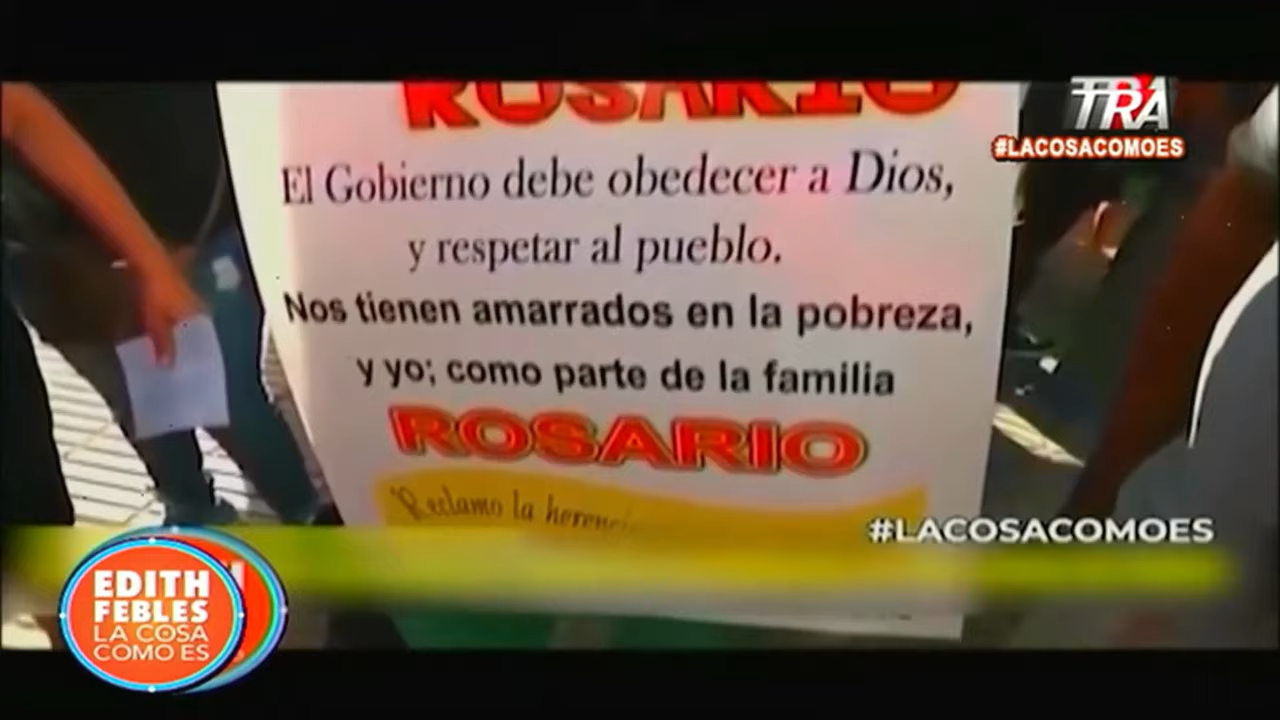 ROSARIO
TRA
#LACOSACOMOES
El Gobierno debe obedecer a Dios,
y respetar al pueblo.
Nos tienen amarrados en la pobreza,
y yo; como parte de la familia
ROSARIO
Reclamo la
#LACOSACOMOES
EDITH
FEBLES
LA COSA
COMO ES